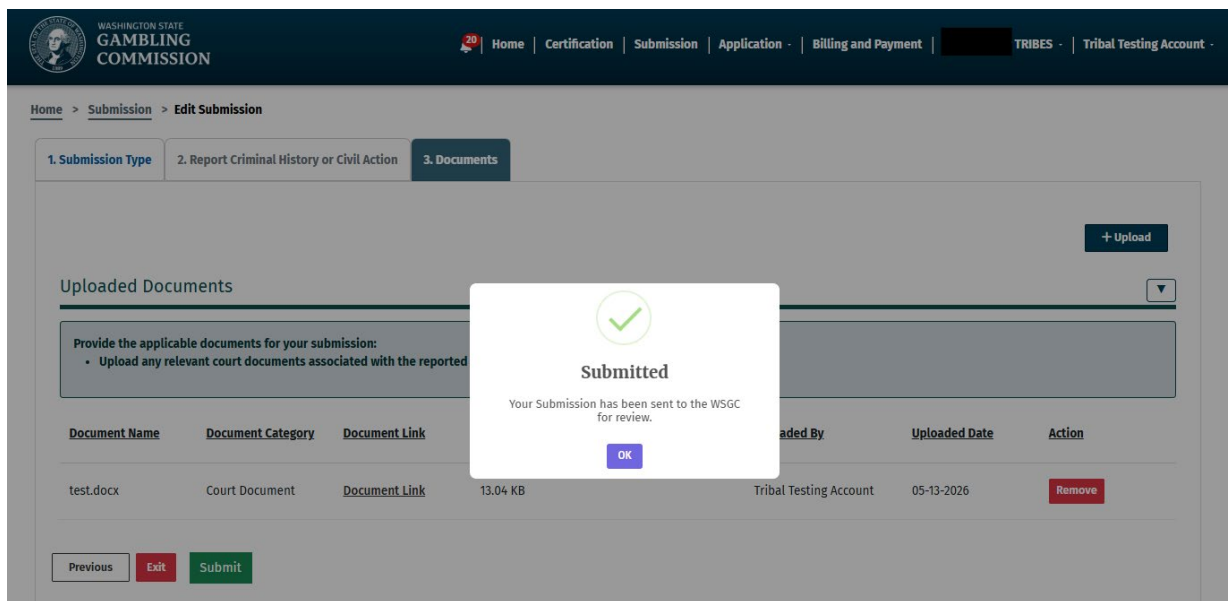 WASHINGTON STATE
GAMBLING
COMMISSION
20 | Home | Certification | Submission | Application - | Billing and Payment | TRIBES - | Tribal Testing Account -
Home > Submission > Edit Submission
1. Submission Type 2. Report Criminal History or Civil Action 3. Documents
+ Upload
Uploaded Documents
▼
Provide the applicable documents for your submission:
• Upload any relevant court documents associated with the reported
Submitted
Your Submission has been sent to the WSGC
for review.
OK
Document Name Document Category Document Link aded By Uploaded Date Action
test.docx Court Document Document Link 13.04 KB Tribal Testing Account 05-13-2026 Remove
Previous Exit Submit